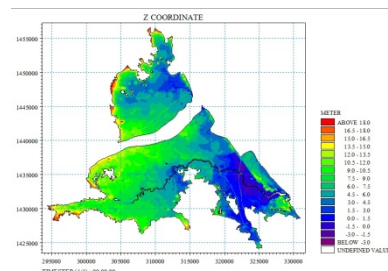 Z COORDINATE
1455000
1450000
1445000
1440000
1435000
1430000
1425000
295000 300000 305000 310000 315000 320000 325000 330000
METER
ABOVE 18.0
16.5 - 18.0
15.0 - 16.5
13.5 - 15.0
12.0 - 13.5
10.5 - 12.0
9.0 - 10.5
7.5 - 9.0
6.0 - 7.5
4.5 - 6.0
3.0 - 4.5
1.5 - 3.0
0.0 - 1.5
-1.5 - 0.0
-3.0 - -1.5
BELOW -3.0
UNDEFINED VALUE